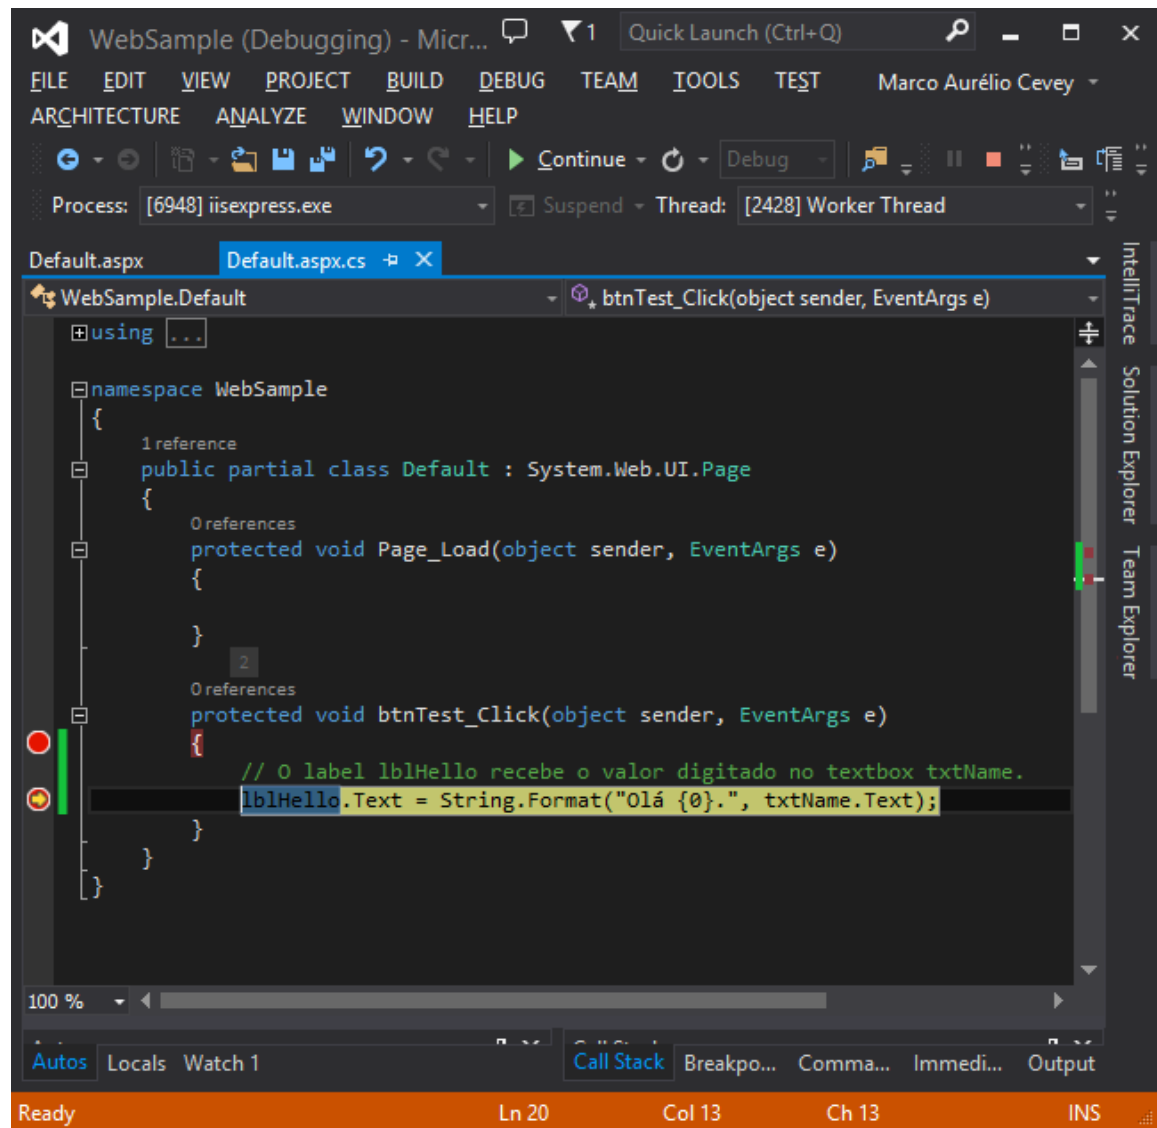 WebSample (Debugging) - Micr... 1 Quick Launch (Ctrl+Q)
FILE EDIT VIEW PROJECT BUILD DEBUG TEAM TOOLS TEST Marco Aurélio Cevey
ARCHITECTURE ANALYZE WINDOW HELP
Continue Debug
Process: [6948] iisexpress.exe Suspend Thread: [2428] Worker Thread
Default.aspx Default.aspx.cs
WebSample.Default btnTest_Click(object sender, EventArgs e)
using ...
namespace WebSample
{
1 reference
public partial class Default : System.Web.UI.Page
{
0 references
protected void Page_Load(object sender, EventArgs e)
{
}
2
0 references
protected void btnTest_Click(object sender, EventArgs e)
{
// O label lblHello recebe o valor digitado no textbox txtName.
lblHello.Text = String.Format("Olá {0}.", txtName.Text);
}
}
}
IntelliTrace
Solution Explorer
Team Explorer
100 %
Autos Locals Watch 1 Call Stack Breakpo... Comma... Immedi... Output
Ready Ln 20 Col 13 Ch 13 INS